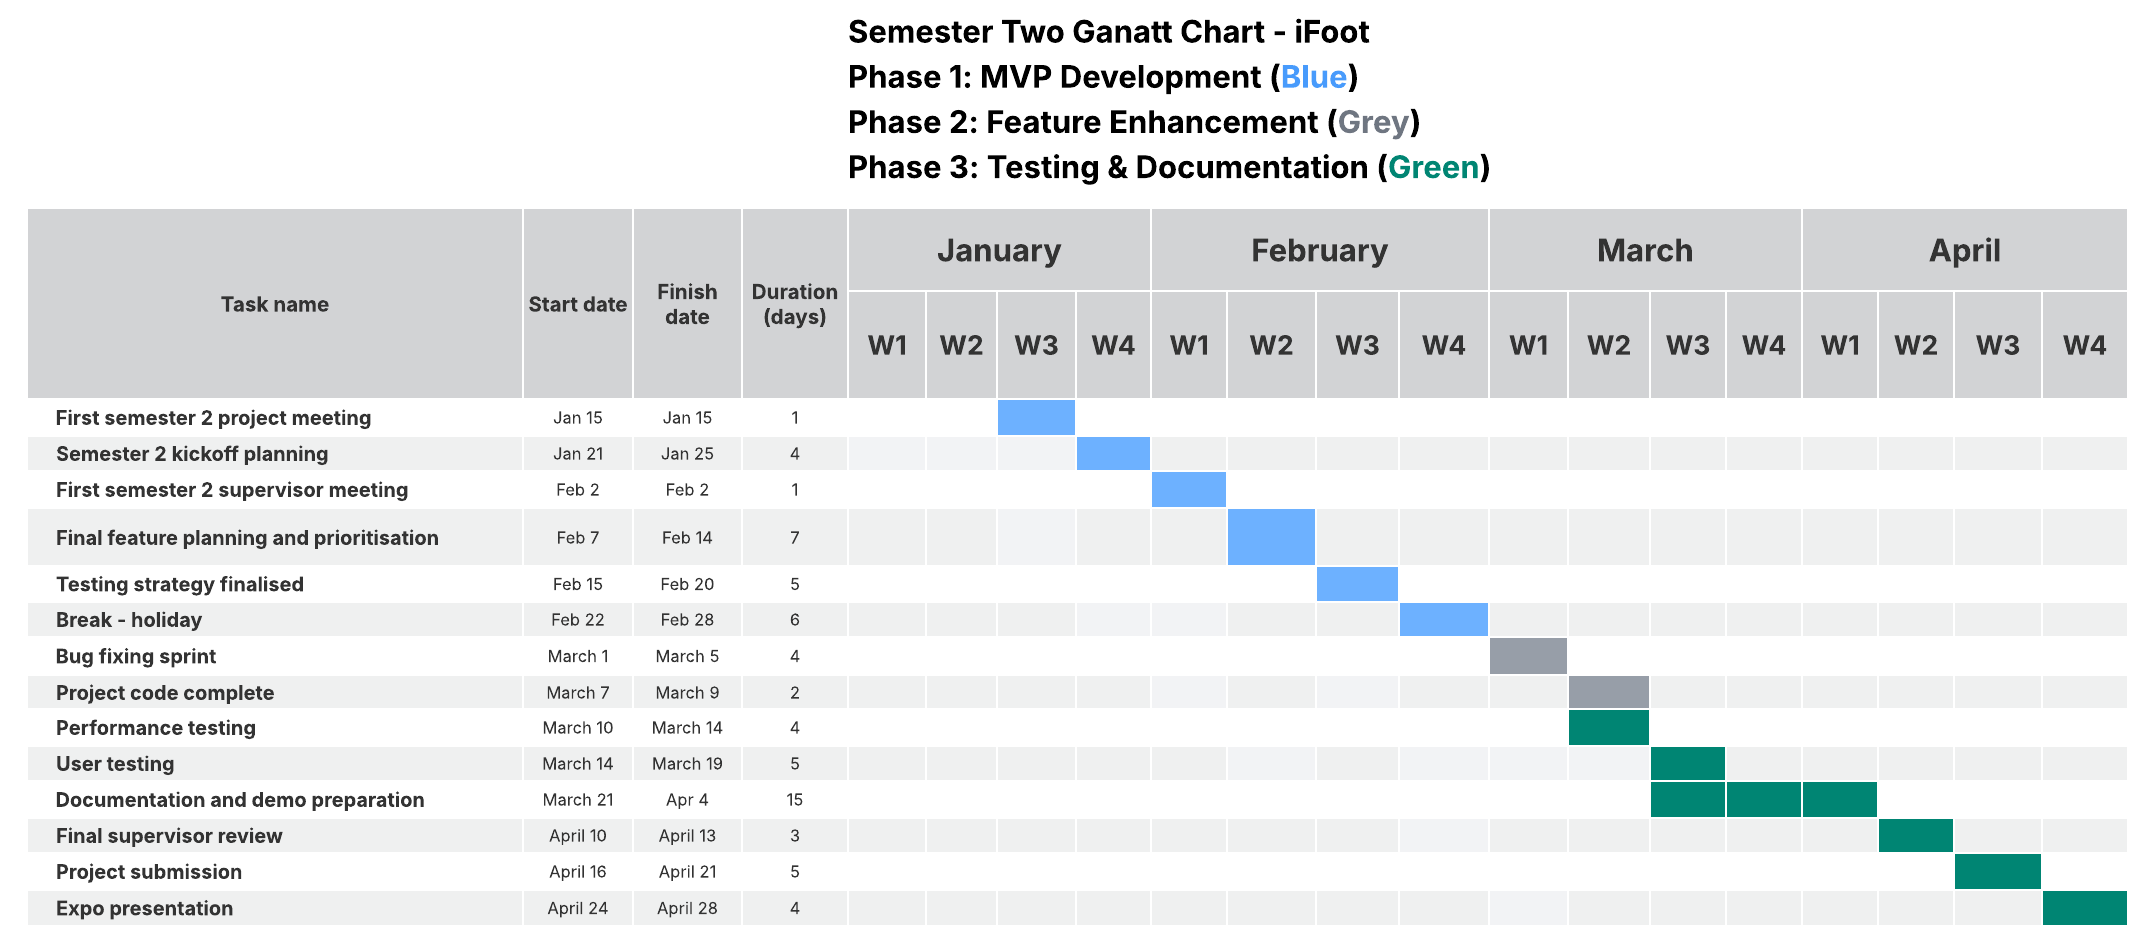 Semester Two Ganatt Chart - iFoot
Phase 1: MVP Development (Blue)
Phase 2: Feature Enhancement (Grey)
Phase 3: Testing & Documentation (Green)
Task name Start date Finish date Duration (days) January February March April
W1 W2 W3 W4 W1 W2 W3 W4 W1 W2 W3 W4 W1 W2 W3 W4
First semester 2 project meeting Jan 15 Jan 15 1
Semester 2 kickoff planning Jan 21 Jan 25 4
First semester 2 supervisor meeting Feb 2 Feb 2 1
Final feature planning and prioritisation Feb 7 Feb 14 7
Testing strategy finalised Feb 15 Feb 20 5
Break - holiday Feb 22 Feb 28 6
Bug fixing sprint March 1 March 5 4
Project code complete March 7 March 9 2
Performance testing March 10 March 14 4
User testing March 14 March 19 5
Documentation and demo preparation March 21 Apr 4 15
Final supervisor review April 10 April 13 3
Project submission April 16 April 21 5
Expo presentation April 24 April 28 4